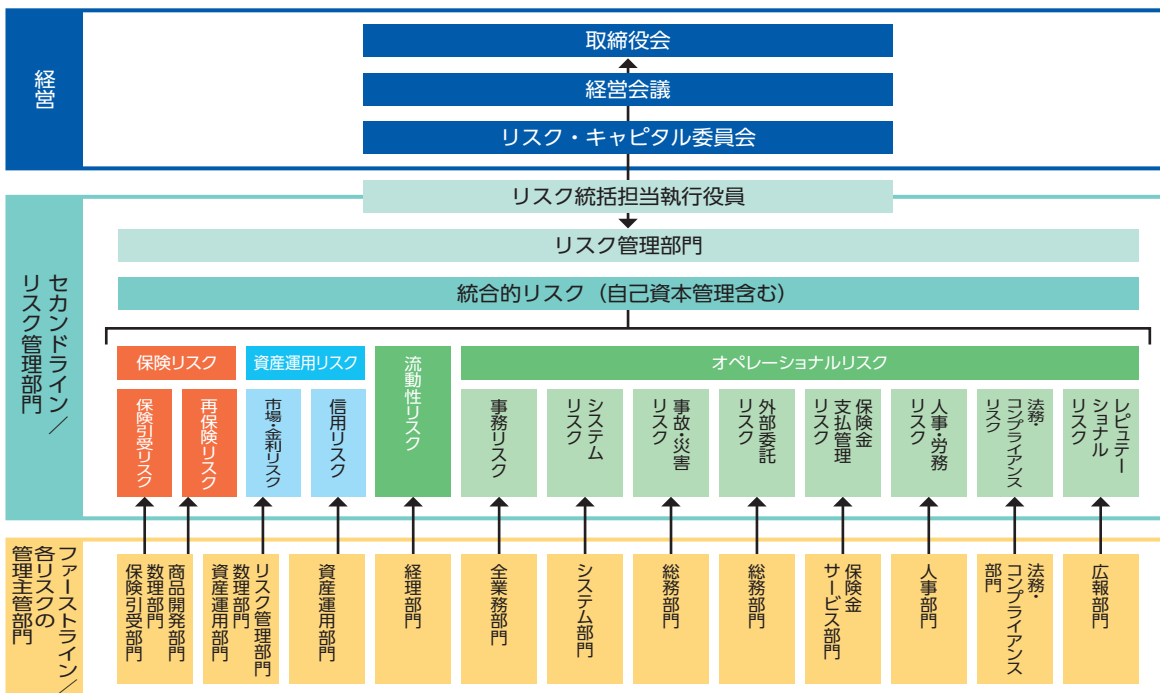 経営
取締役会
経営会議
リスク・キャピタル委員会
セカンドライン／
リスク管理部門
リスク統括担当執行役員
リスク管理部門
統合的リスク（自己資本管理含む）
保険リスク
資産運用リスク
流動性リスク
オペレーショナルリスク
保険引受リスク
再保険リスク
市場・金利リスク
信用リスク
事務リスク
システム
リスク
事故・災害
リスク
外部委託
リスク
保険金
支払管理
リスク
人事・労務
リスク
法務・
コンプライアンス
リスク
レピュテー
ショナル
リスク
ファーストライン／
各リスクの
管理主管部門
商品開発部門
数理部門
保険引受部門
リスク管理部門
数理部門
資産運用部門
資産運用部門
経理部門
全業務部門
システム部門
総務部門
総務部門
保険金
サービス部門
人事部門
法務・
コンプライアンス
部門
広報部門